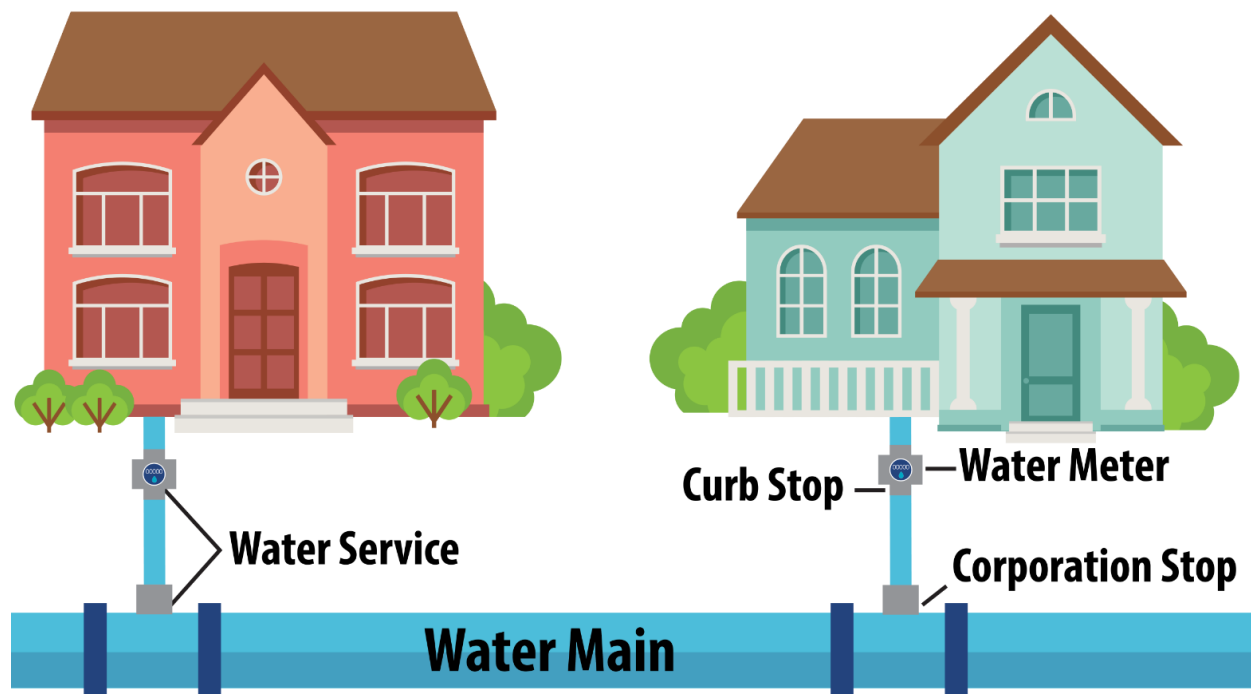 Water Meter
Curb Stop
Water Service
Corporation Stop
Water Main